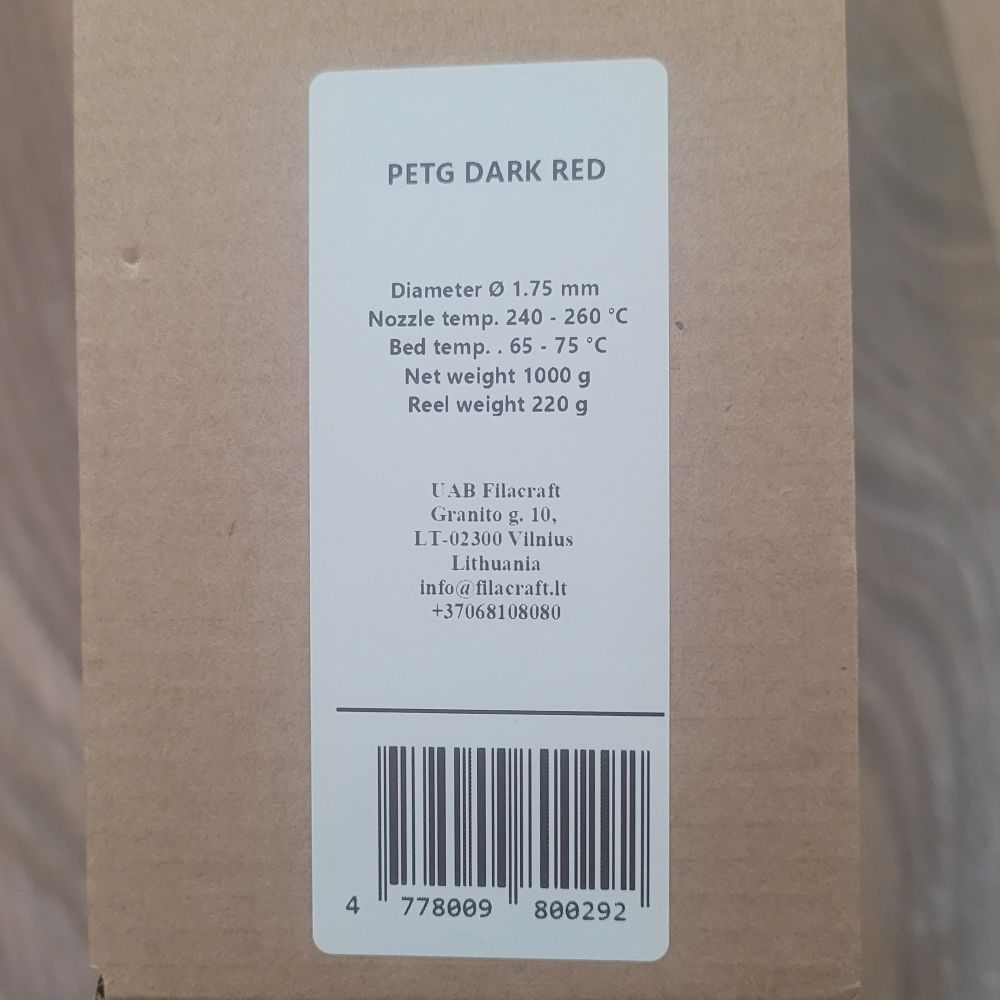 PETG DARK RED
Diameter Ø 1.75 mm
Nozzle temp. 240 - 260 °C
Bed temp. . 65 - 75 °C
Net weight 1000 g
Reel weight 220 g
UAB Filacraft
Granito g. 10,
LT-02300 Vilnius
Lithuania
info@filacraft.lt
+37068108080
4 778009 800292